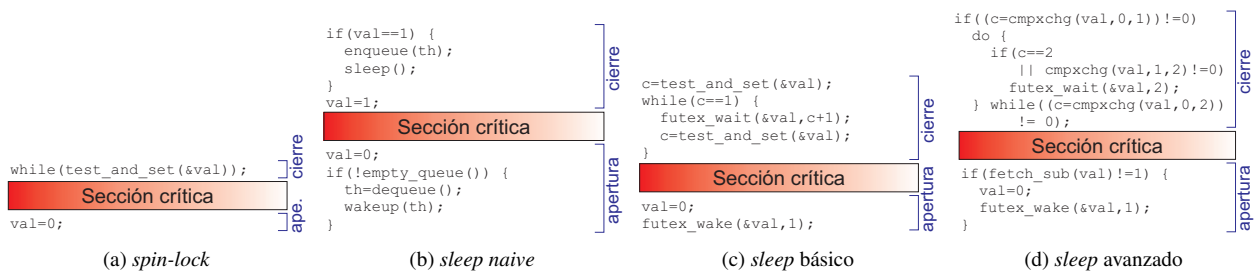 while(test_and_set(&val));
Sección crítica
val=0;
cierre
ape.
(a) spin-lock
if(val==1) {
enqueue(th);
sleep();
}
val=1;
Sección crítica
val=0;
if(!empty_queue()) {
th=dequeue();
wakeup(th);
}
cierre
apertura
(b) sleep naive
c=test_and_set(&val);
while(c==1) {
futex_wait(&val,c+1);
c=test_and_set(&val);
}
Sección crítica
val=0;
futex_wake(&val,1);
cierre
apertura
(c) sleep básico
if((c=cmpxchg(val,0,1))!=0)
do {
if(c==2
|| cmpxchg(val,1,2)!=0)
futex_wait(&val,2);
} while((c=cmpxchg(val,0,2))
!= 0);
Sección crítica
if(fetch_sub(val)!=1) {
val=0;
futex_wake(&val,1);
}
cierre
apertura
(d) sleep avanzado